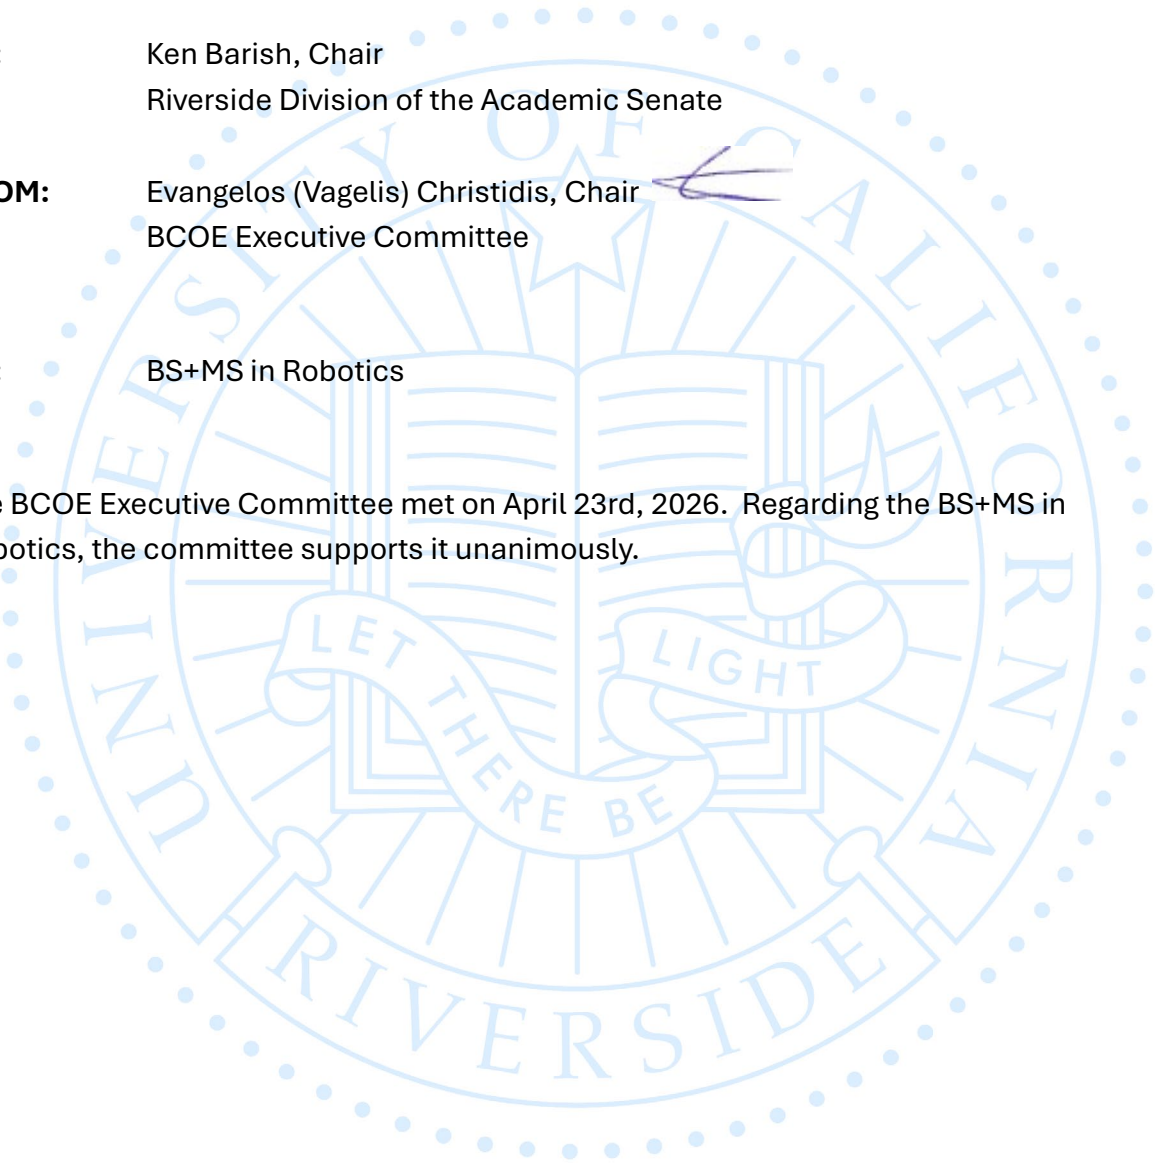 :
Ken Barish, Chair
Riverside Division of the Academic Senate
OM:
Evangelos (Vagelis) Christidis, Chair
BCOE Executive Committee
:
BS+MS in Robotics
e BCOE Executive Committee met on April 23rd, 2026.  Regarding the BS+MS in
botics, the committee supports it unanimously.
UNIVERSITY OF CALIFORNIA
LET THERE BE LIGHT
RIVERSIDE